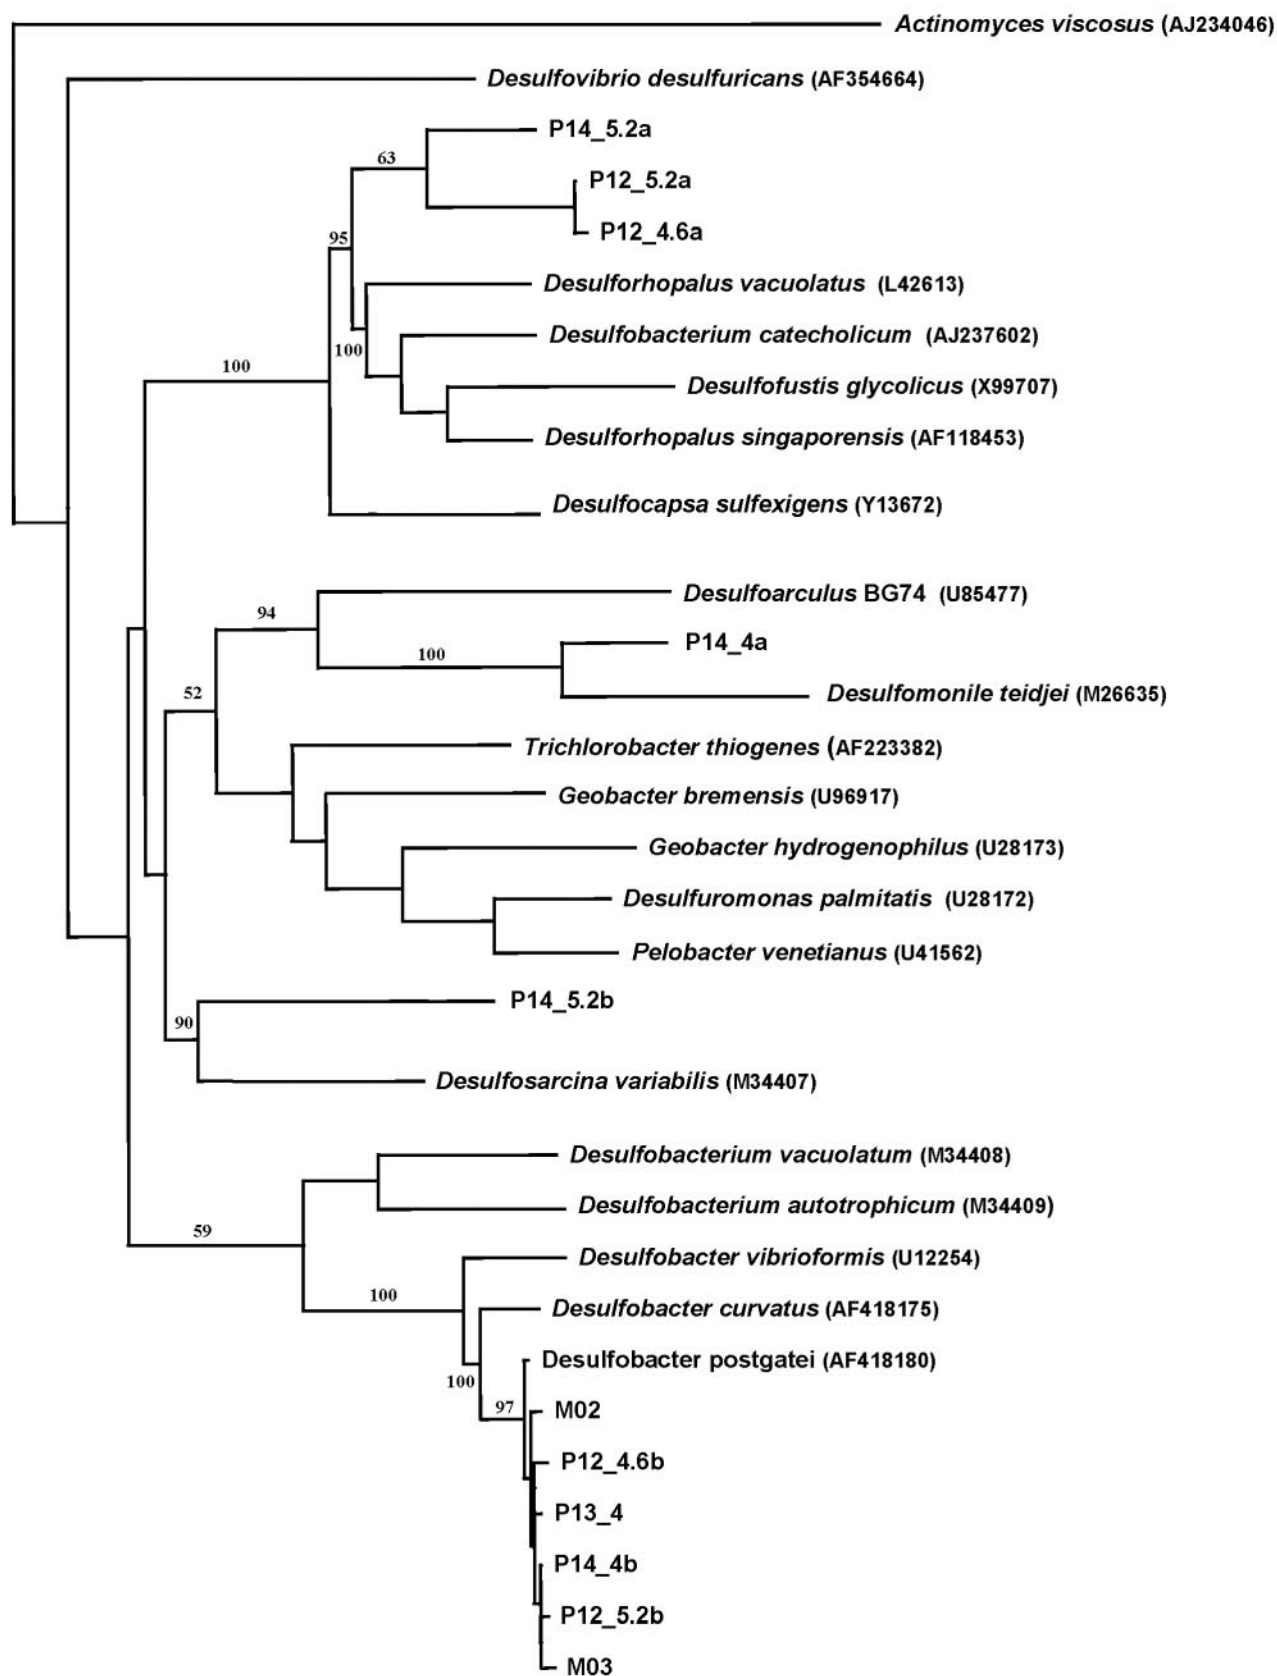 Actinomyces viscosus (AJ234046)
Desulfovibrio desulfuricans (AF354664)
P14_5.2a
63
P12_5.2a
P12_4.6a
95
Desulforhopalus vacuolatus (L42613)
Desulfobacterium catecholicum (AJ237602)
100
100
Desulfofustis glycolicus (X99707)
Desulforhopalus singaporensis (AF118453)
Desulfocapsa sulfexigens (Y13672)
Desulfoarculus BG74 (U85477)
94
P14_4a
100
Desulfomonile teidjei (M26635)
52
Trichlorobacter thiogenes (AF223382)
Geobacter bremensis (U96917)
Geobacter hydrogenophilus (U28173)
Desulfuromonas palmitatis (U28172)
Pelobacter venetianus (U41562)
P14_5.2b
90
Desulfosarcina variabilis (M34407)
Desulfobacterium vacuolatum (M34408)
Desulfobacterium autotrophicum (M34409)
59
Desulfobacter vibrioformis (U12254)
100
Desulfobacter curvatus (AF418175)
Desulfobacter postgatei (AF418180)
100
97
M02
P12_4.6b
P13_4
P14_4b
P12_5.2b
M03